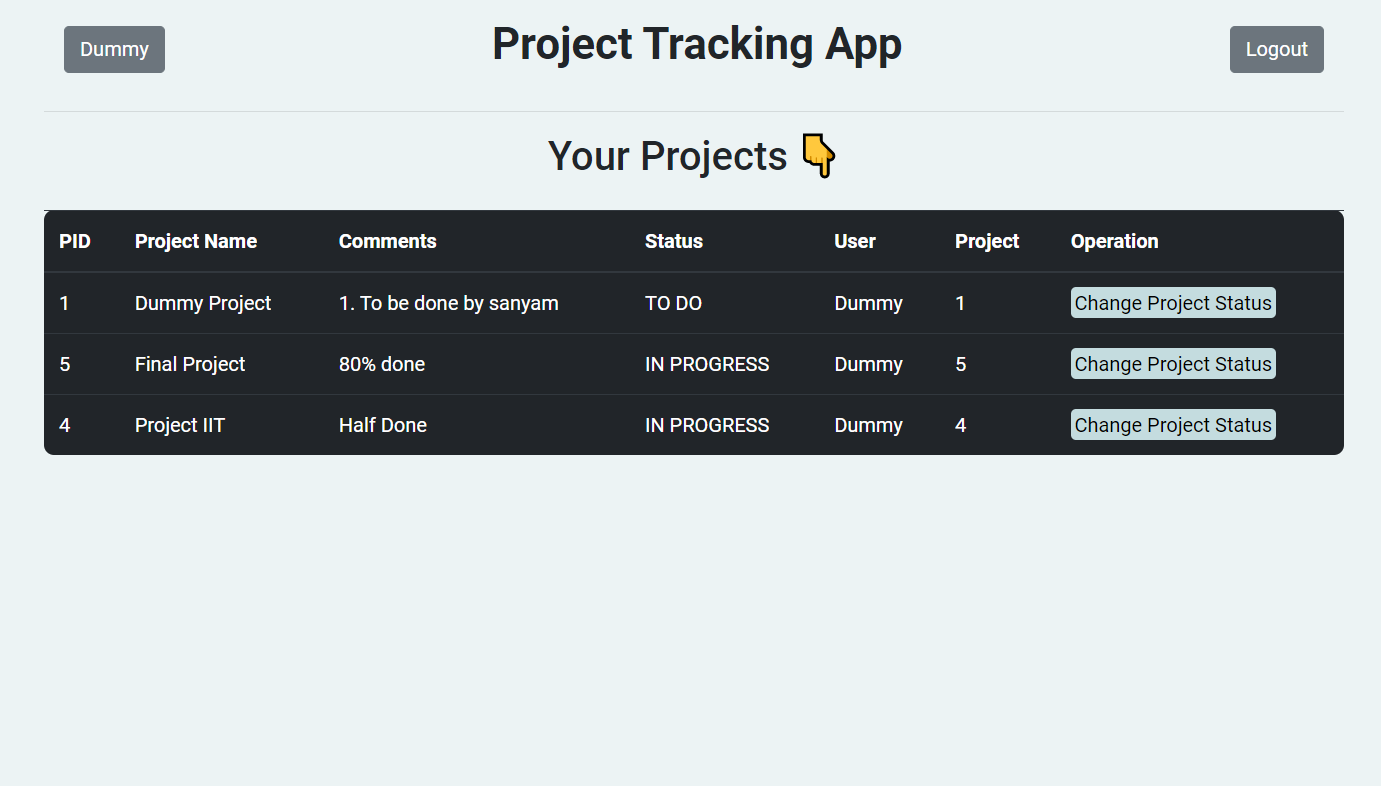 Dummy Project Tracking App Logout
Your Projects 👇
PID Project Name Comments Status User Project Operation
1 Dummy Project 1. To be done by sanyam TO DO Dummy 1 Change Project Status
5 Final Project 80% done IN PROGRESS Dummy 5 Change Project Status
4 Project IIT Half Done IN PROGRESS Dummy 4 Change Project Status